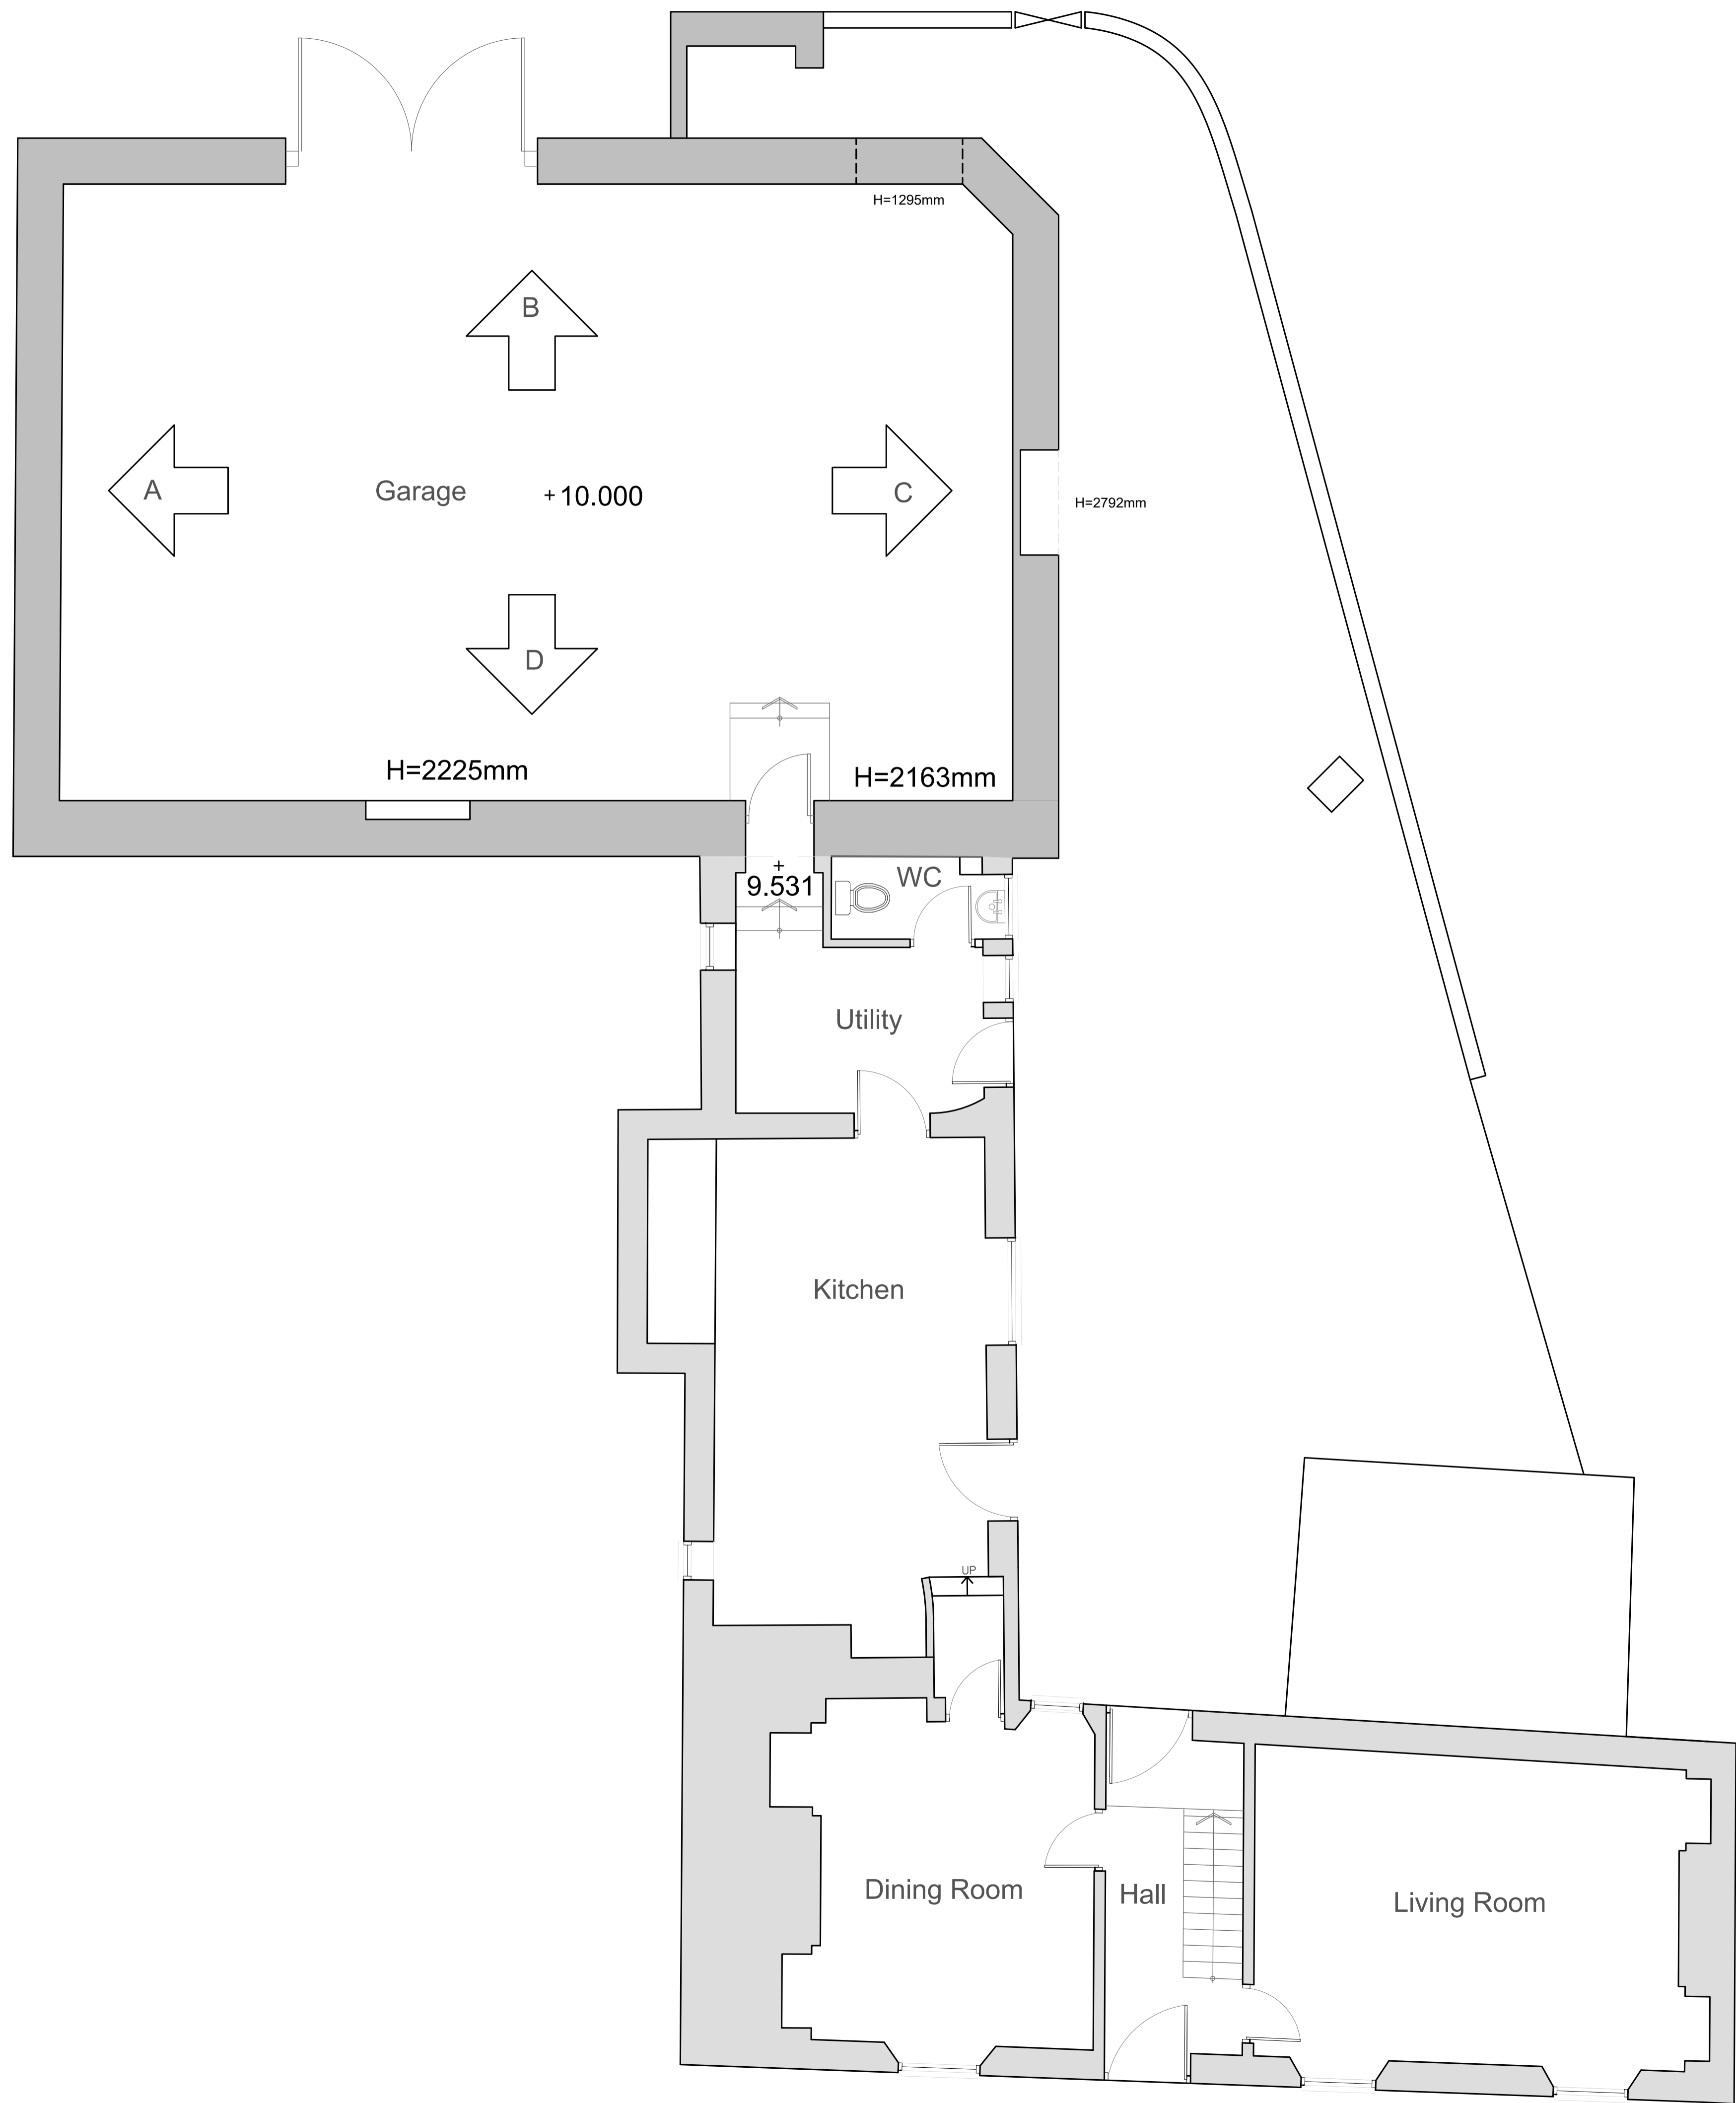 H=1295mm
B
A
Garage
+ 10.000
C
H=2792mm
D
H=2225mm
H=2163mm
+
9.531
WC
Utility
Kitchen
UP
Dining Room
Hall
Living Room